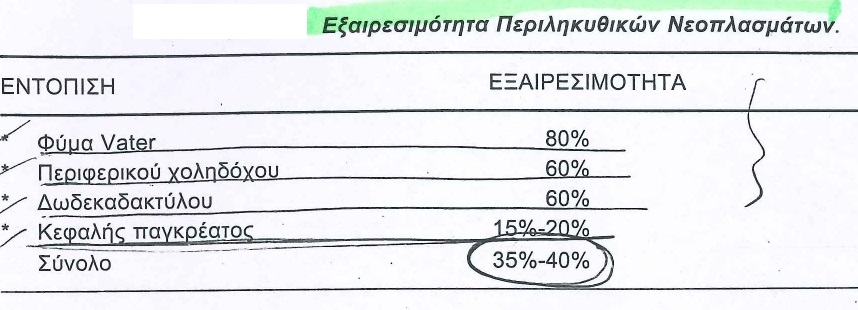 Εξαιρεσιμότητα Περιληκυθικών Νεοπλασμάτων.
ΕΝΤΟΠΙΣΗ ΕΞΑΙΡΕΣΙΜΟΤΗΤΑ
* Φύμα Vater 80%
* Περιφερικού χοληδόχου 60%
* Δωδεκαδακτύλου 60%
* Κεφαλής παγκρέατος 15%-20%
Σύνολο 35%-40%